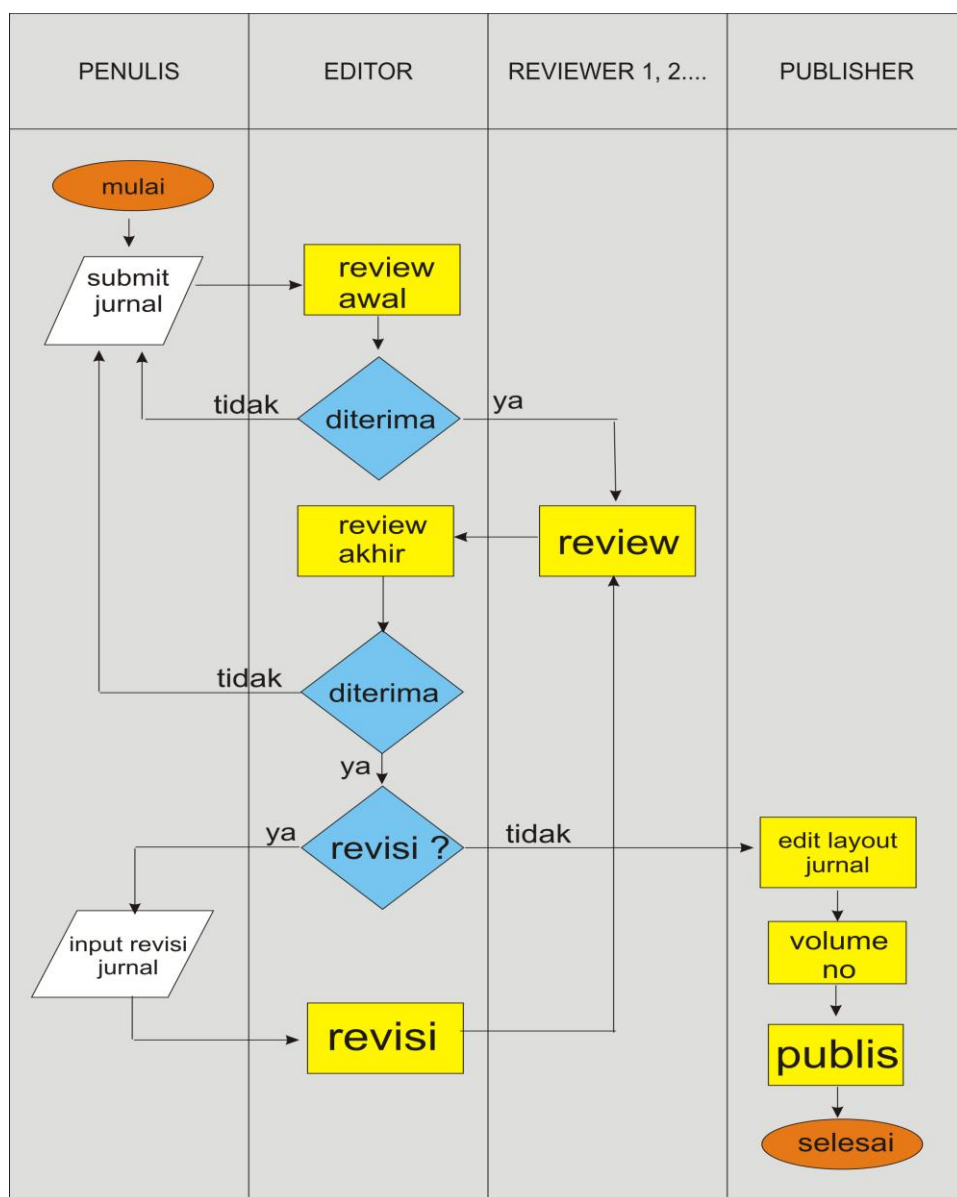 PENULIS
EDITOR
REVIEWER 1, 2....
PUBLISHER
mulai
submit
jurnal
review
awal
tidak
diterima
ya
review
akhir
review
tidak
diterima
ya
ya
revisi ?
tidak
edit layout
jurnal
input revisi
jurnal
volume
no
revisi
publis
selesai